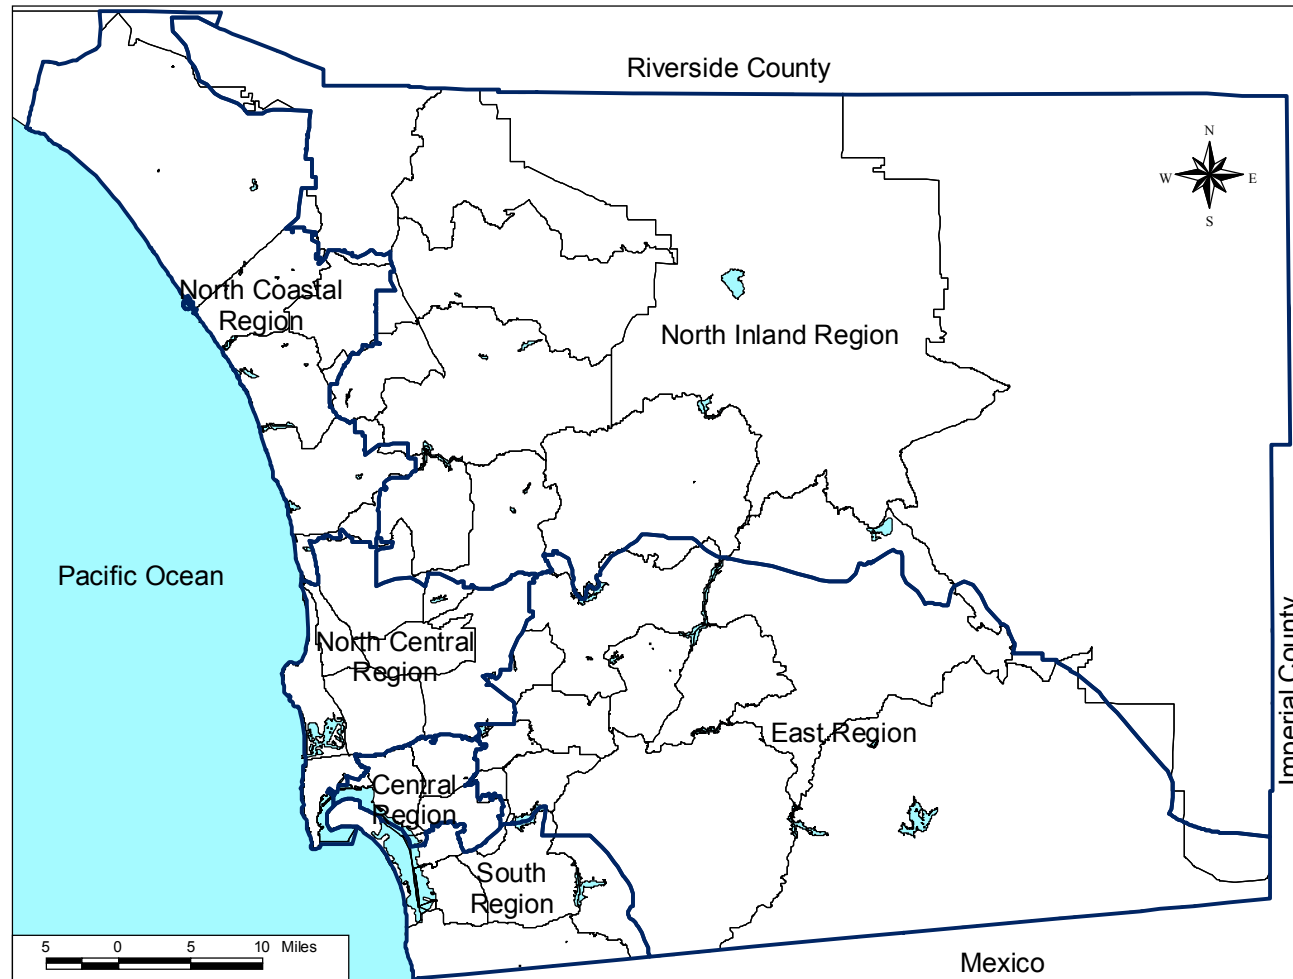 Riverside County
N
W
E
S
North Coastal
Region
North Inland Region
Pacific Ocean
Imperial County
North Central
Region
East Region
Central
Region
South
Region
5 0 5 10 Miles
Mexico